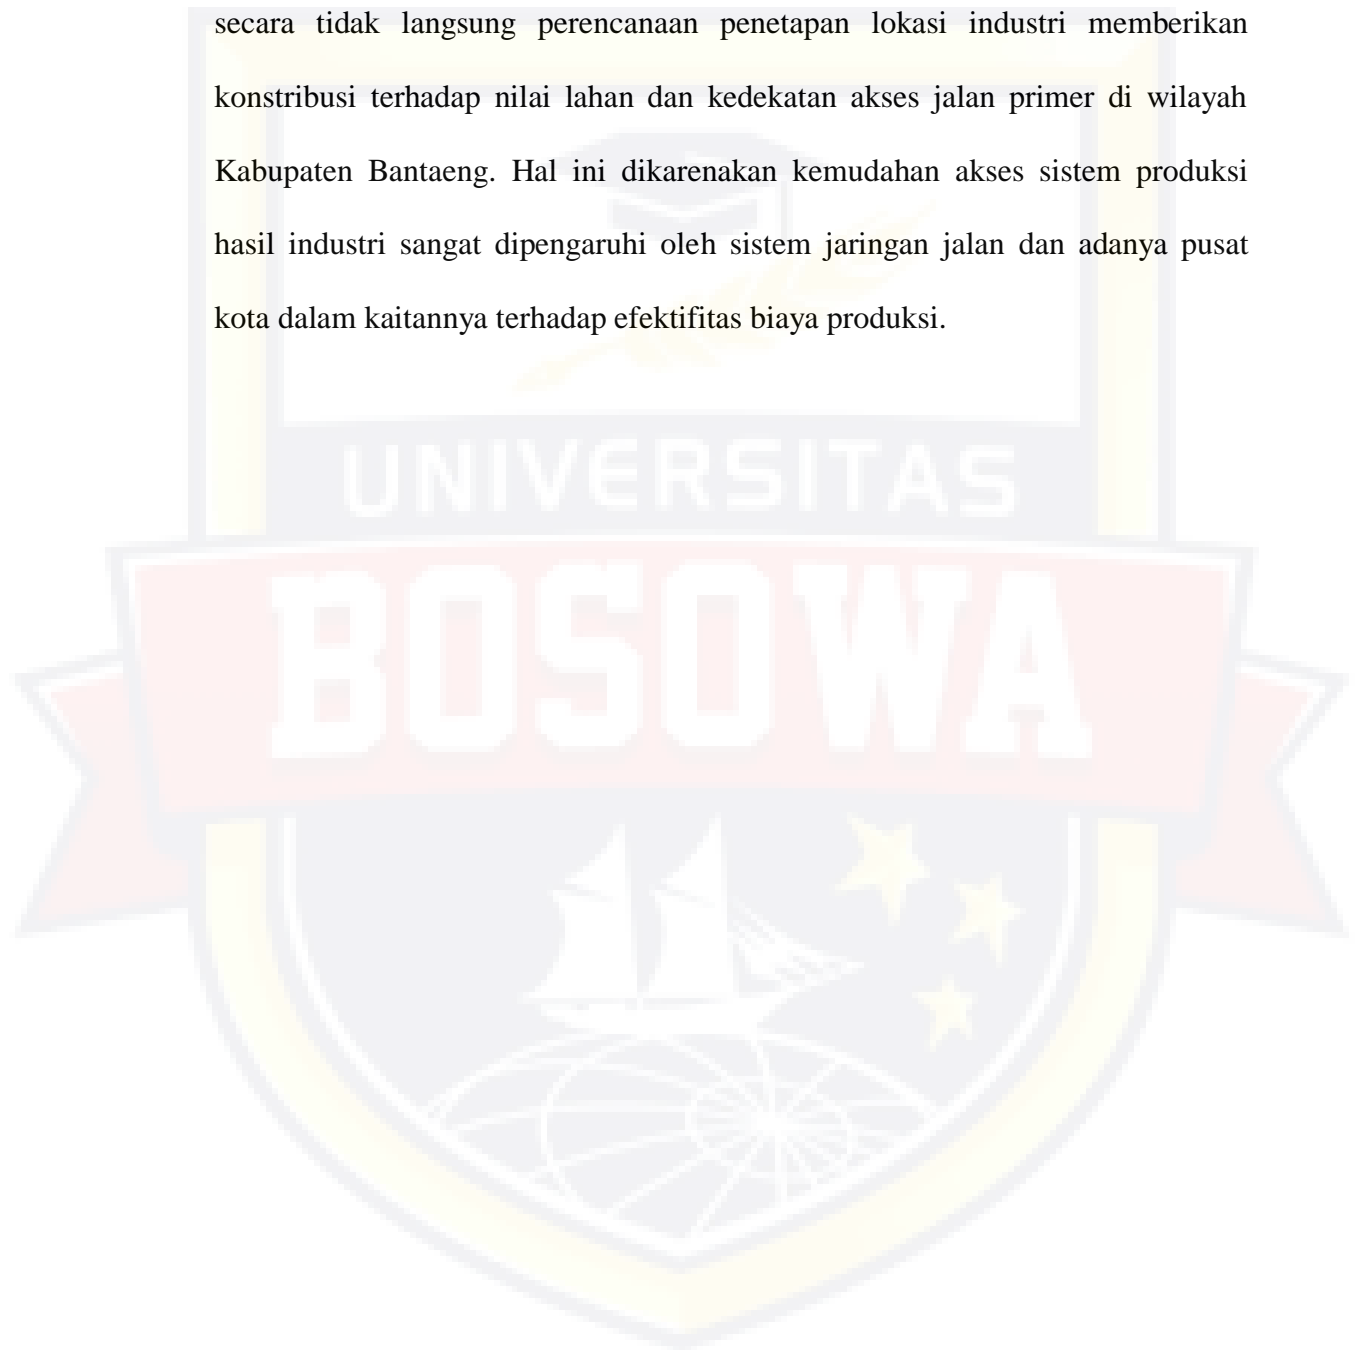 secara tidak langsung perencanaan penetapan lokasi industri memberikan
konstribusi terhadap nilai lahan dan kedekatan akses jalan primer di wilayah
Kabupaten Bantaeng. Hal ini dikarenakan kemudahan akses sistem produksi
hasil industri sangat dipengaruhi oleh sistem jaringan jalan dan adanya pusat
kota dalam kaitannya terhadap efektifitas biaya produksi.
UNIVERSITAS
BOSOWA